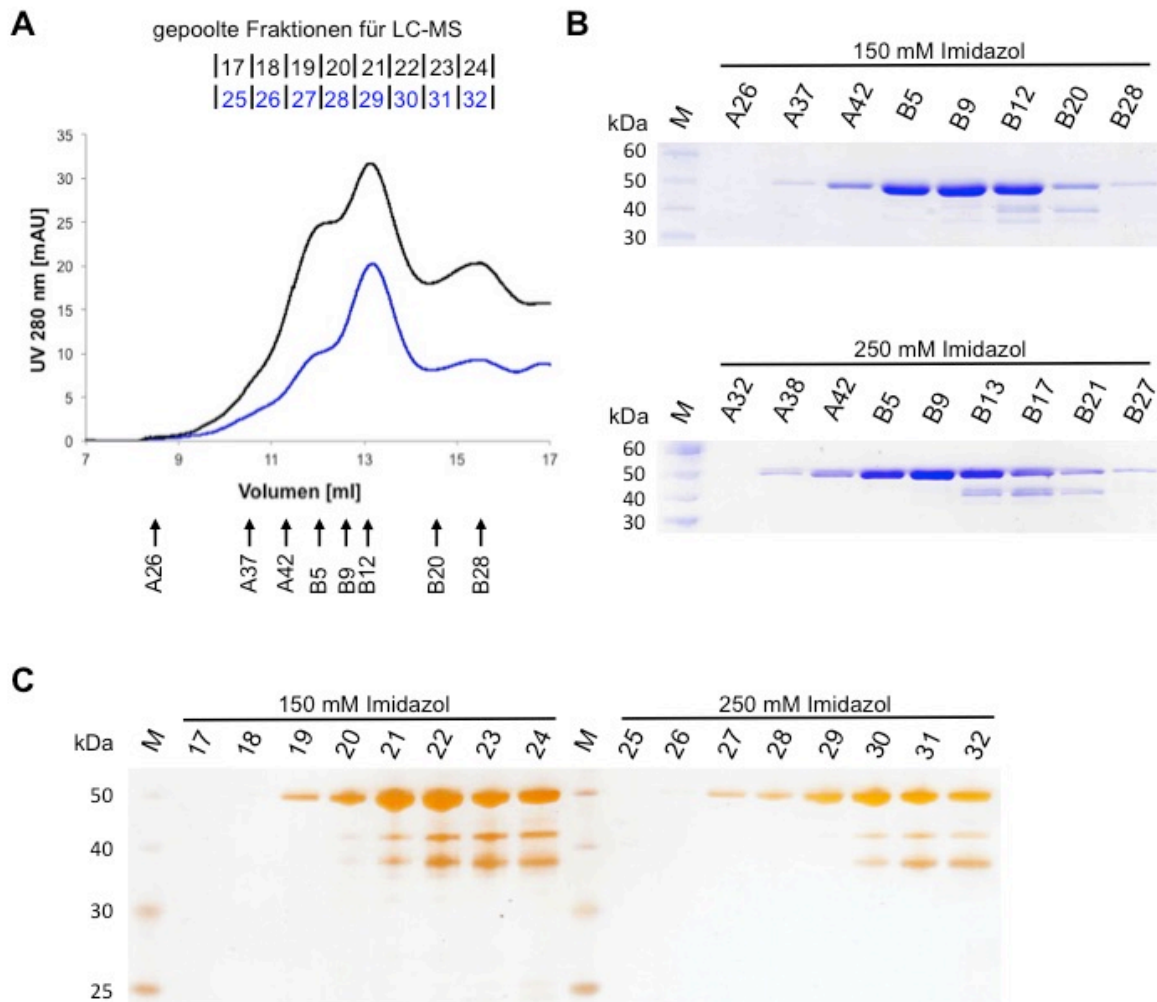 A
gepoolte Fraktionen für LC-MS
|17|18|19|20|21|22|23|24|
|25|26|27|28|29|30|31|32|
35
30
25
20
15
10
5
0
UV 280 nm [mAU]
7 9 11 13 15 17
Volumen [ml]
A26 A37 A42 B5 B9 B12 B20 B28
B
150 mM Imidazol
kDa M A26 A37 A42 B5 B9 B12 B20 B28
60
50
40
30
250 mM Imidazol
kDa M A32 A38 A42 B5 B9 B13 B17 B21 B27
60
50
40
30
C
150 mM Imidazol 250 mM Imidazol
kDa M 17 18 19 20 21 22 23 24 M 25 26 27 28 29 30 31 32
50
40
30
25